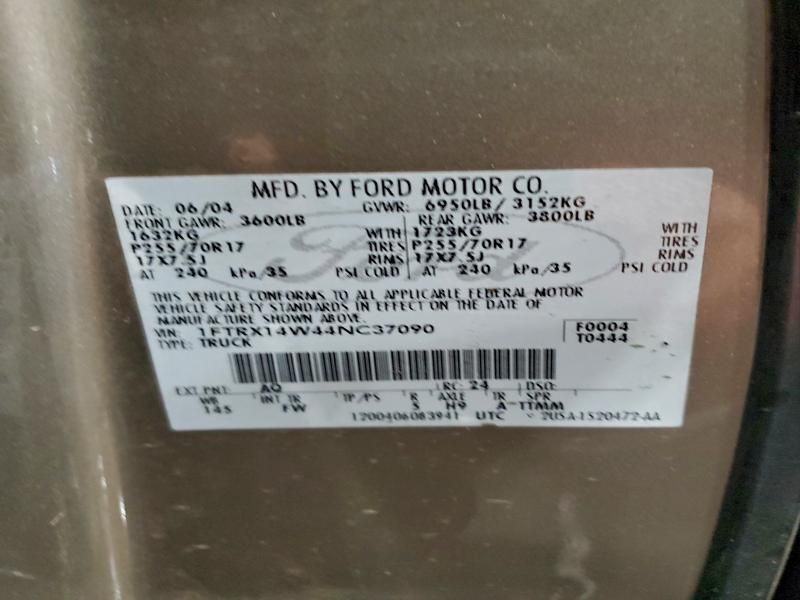 MFD. BY FORD MOTOR CO.
DATE: 06/04 GVWR: 6950LB / 3152KG
FRONT GAWR: 3600LB REAR GAWR: 3800LB
1632KG WITH 1723KG WITH
P255/70R17 TIRES P255/70R17 TIRES
17X7.5J RIMS 17X7.5J RIMS
AT 240 kPa/35 PSI COLD AT 240 kPa/35 PSI COLD
THIS VEHICLE CONFORMS TO ALL APPLICABLE FEDERAL MOTOR
VEHICLE SAFETY STANDARDS IN EFFECT ON THE DATE OF
MANUFACTURE SHOWN ABOVE.
VIN: 1FTRX14W44NC37090 F0004
TYPE: TRUCK T0444
EXT PNT: AQ RC: 24 DSO:
WB INT TR TP/PS R AXLE TR SPR
145 FW 5 H9 A TTMM
1200406083941 UTC 2U5A-1520472-AA
Ford